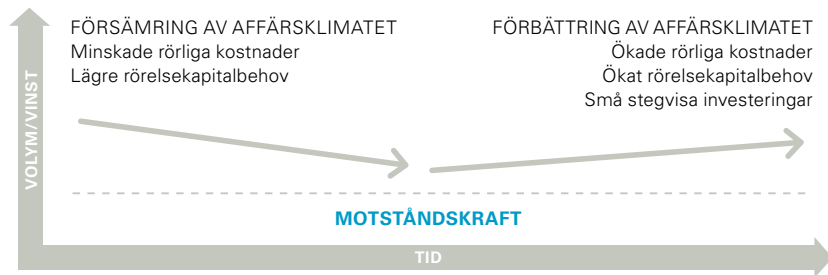 FÖRSÄMRING AV AFFÄRSKLIMATET
Minskade rörliga kostnader
Lägre rörelsekapitalbehov
FÖRBÄTTRING AV AFFÄRSKLIMATET
Ökade rörliga kostnader
Ökat rörelsekapitalbehov
Små stegvisa investeringar
VOLYM/VINST
MOTSTÅNDSKRAFT
TID